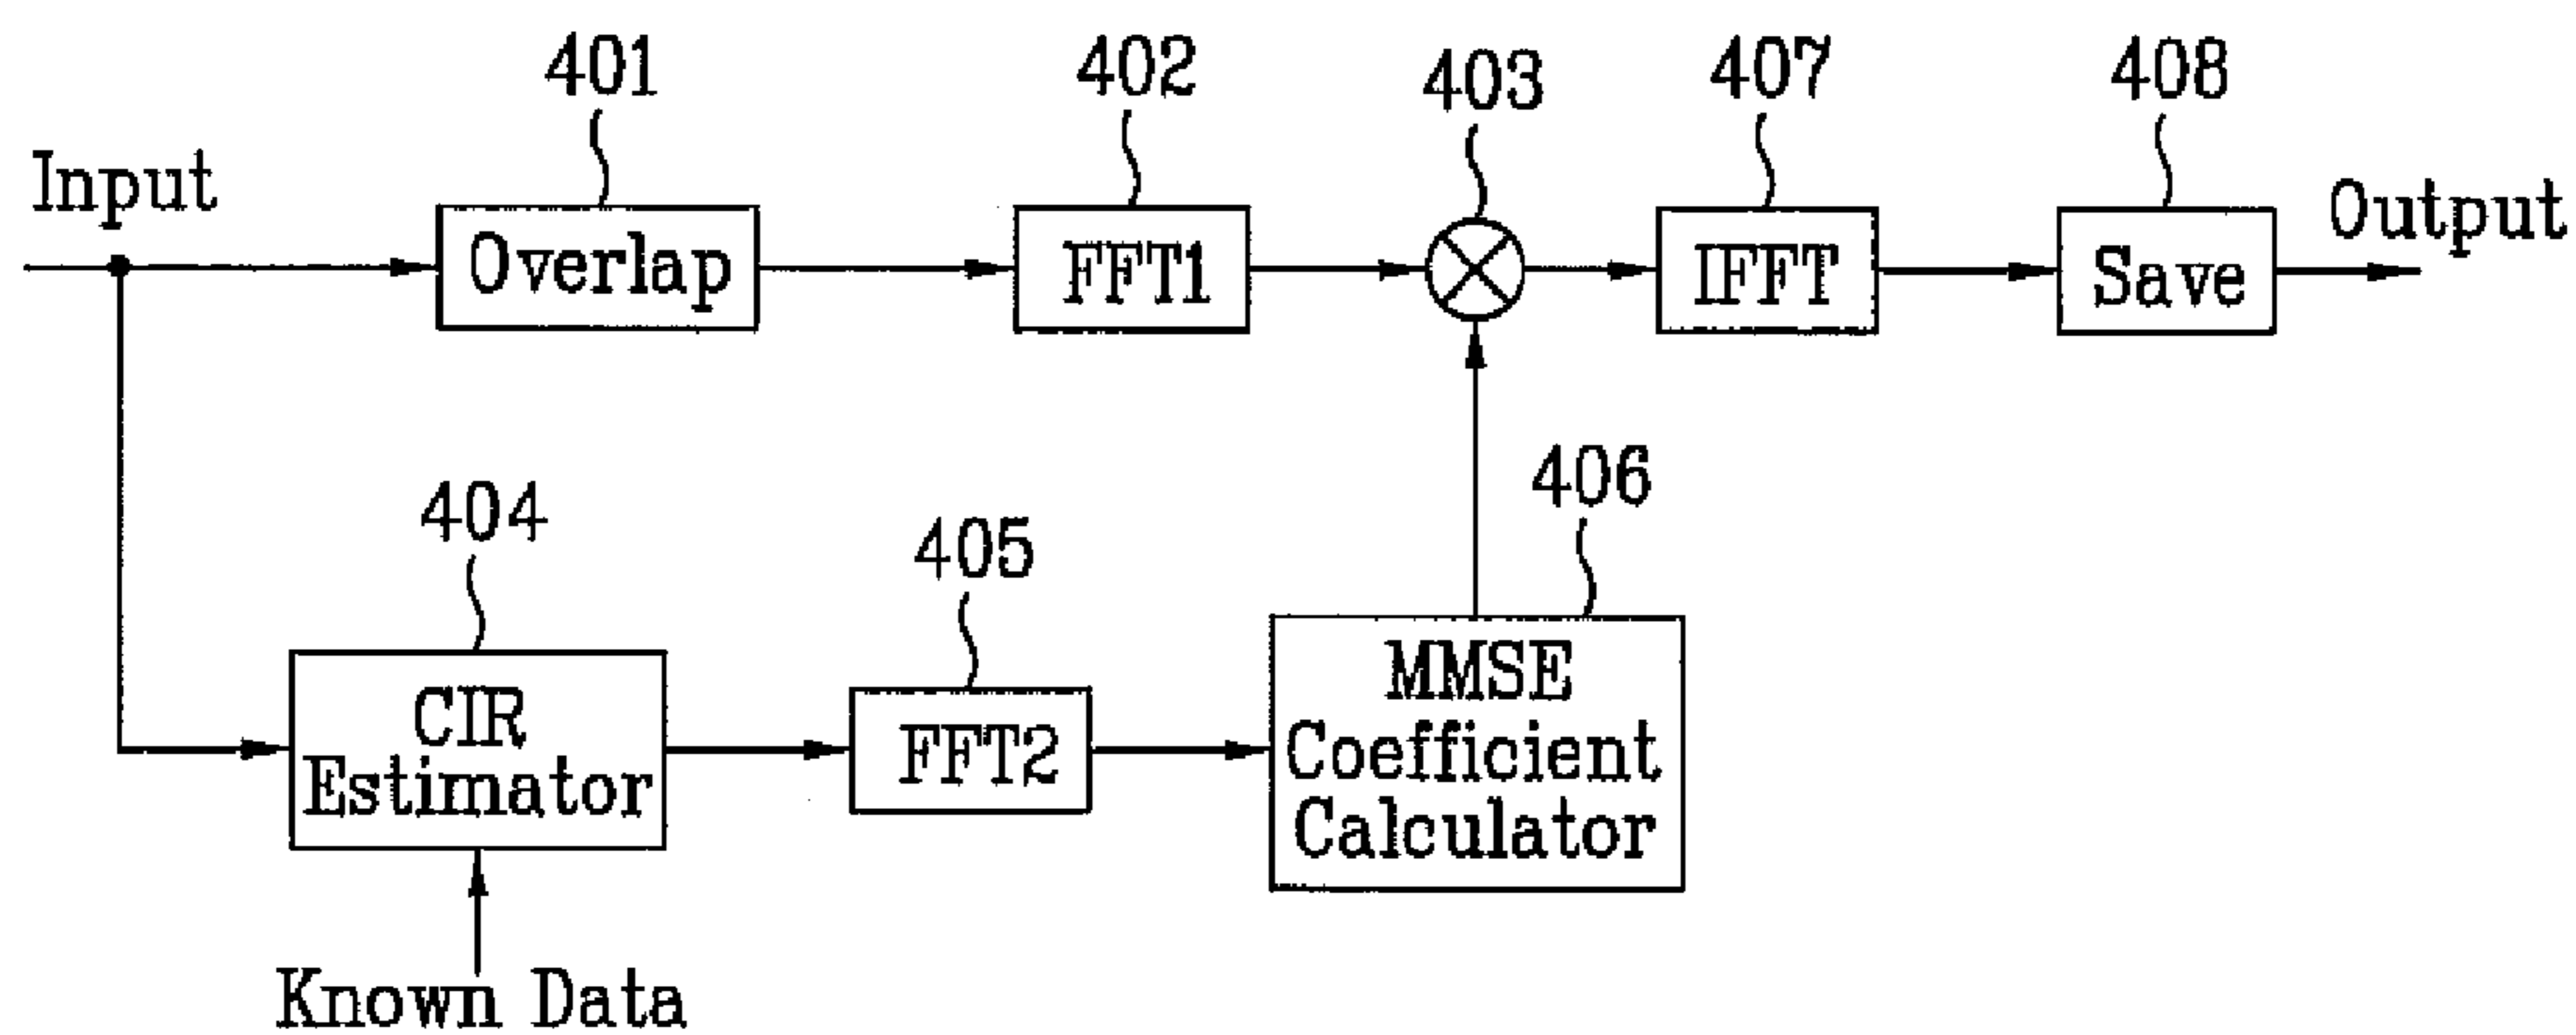 401
402
403
407
408
Input
Overlap
FFT1
IFFT
Save
Output
404
405
406
CIR
Estimator
FFT2
MMSE
Coefficient
Calculator
Known Data